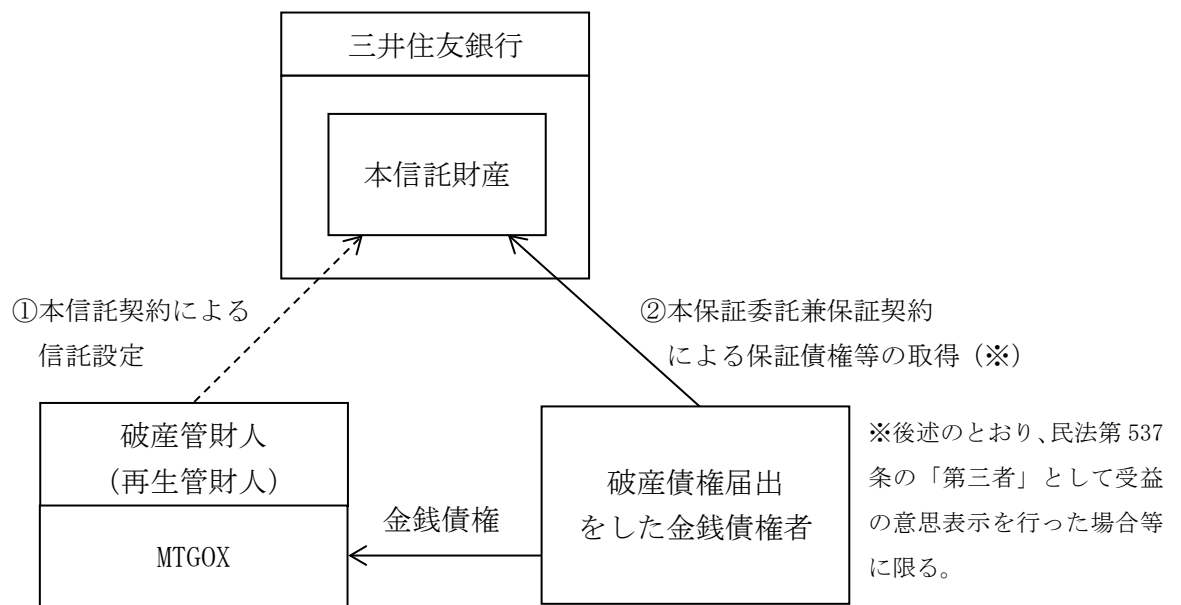 三井住友銀行
本信託財産
①本信託契約による
信託設定
②本保証委託兼保証契約
による保証債権等の取得（※）
破産管財人
（再生管財人）
MTGOX
金銭債権
破産債権届出
をした金銭債権者
※後述のとおり、民法第 537
条の「第三者」として受益
の意思表示を行った場合等
に限る。